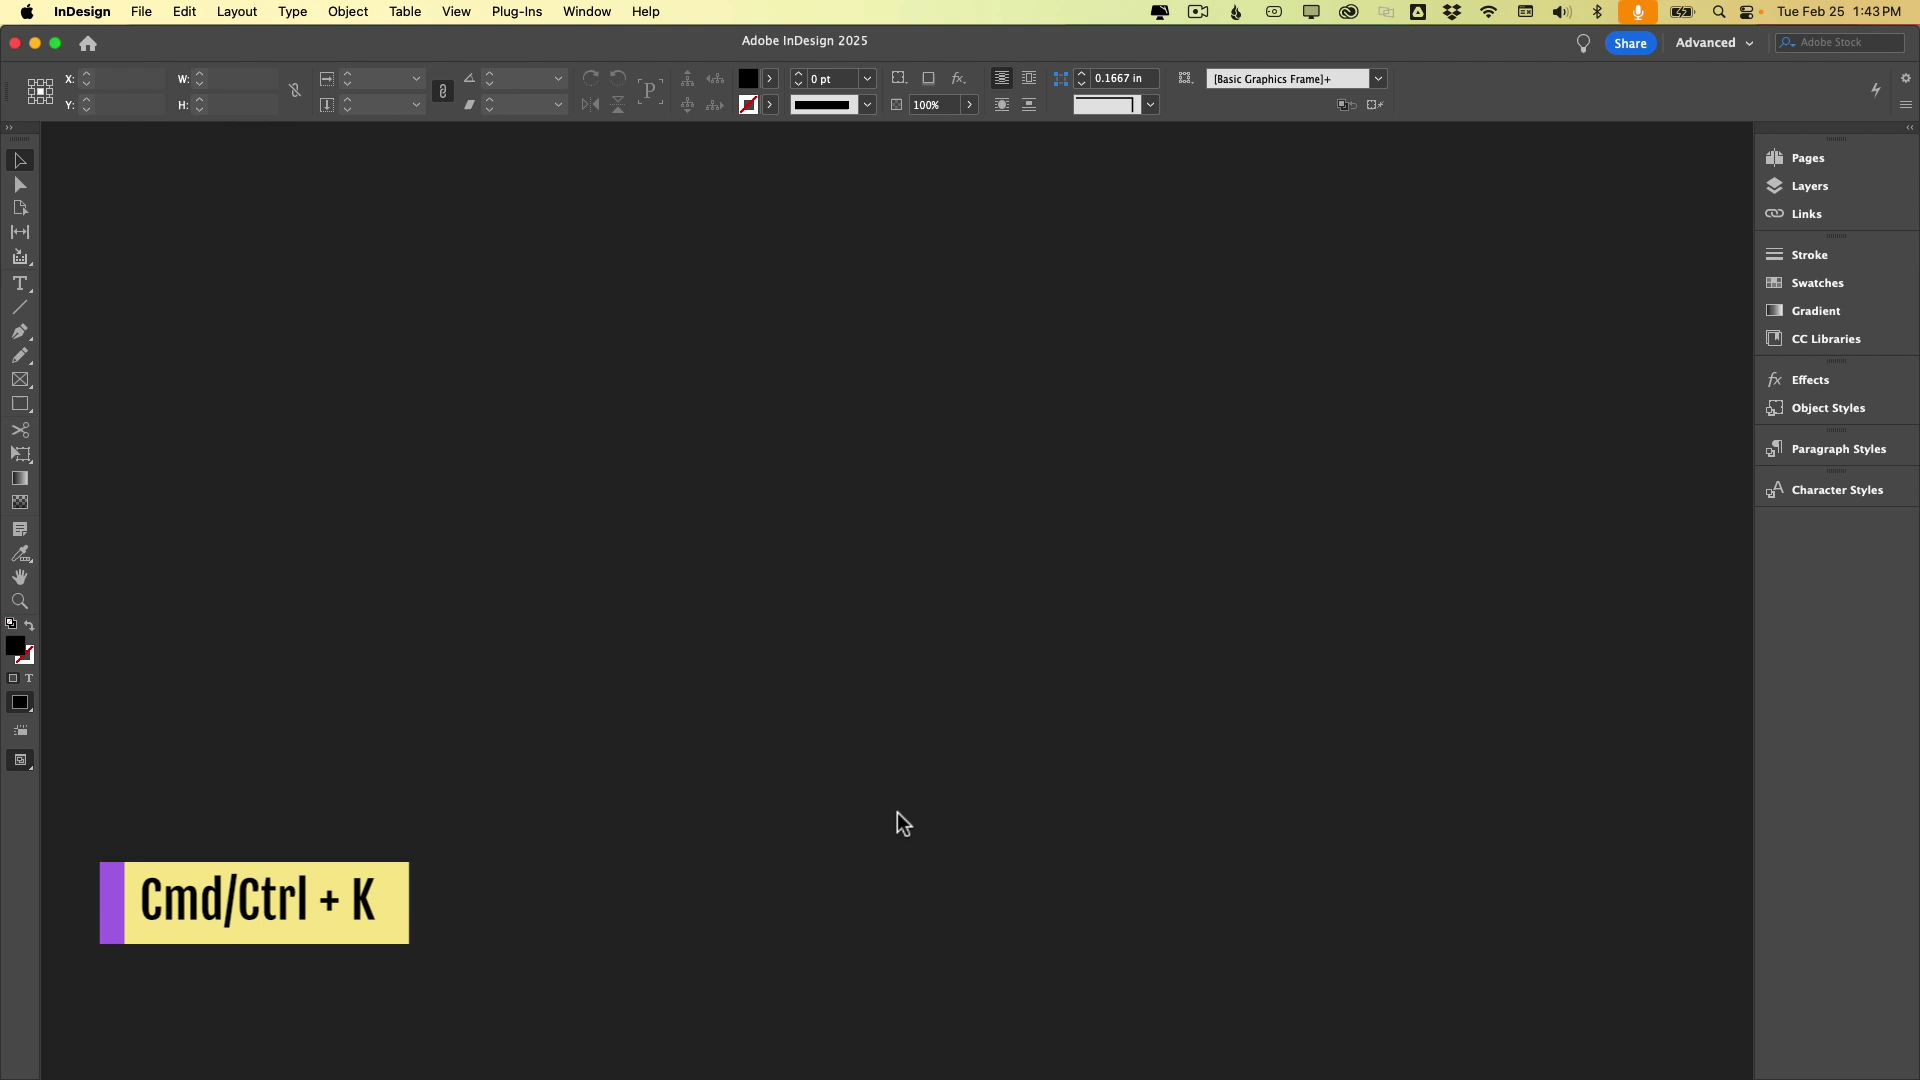 InDesign File Edit Layout Type Object Table View Plug-Ins Window Help Tue Feb 25 1:43 PM
Adobe InDesign 2025 Share Advanced Adobe Stock
X: W: 0 pt fx. 0.1667 in [Basic Graphics Frame]+
Y: H: P 100%
Pages
Layers
Links
Stroke
Swatches
Gradient
CC Libraries
fx Effects
Object Styles
Paragraph Styles
Character Styles
Cmd/Ctrl + K